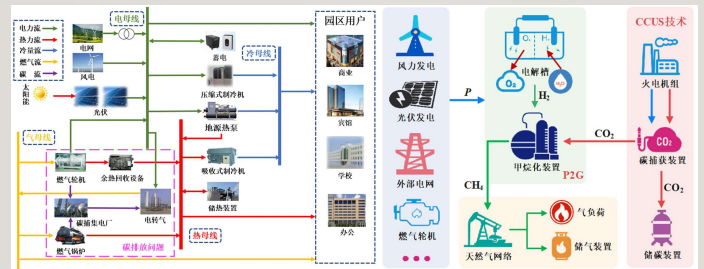 电力流
热力流
冷量流
燃气流
碳 流
电母线
电网
风电
太阳能
光伏
蓄电
冷母线
压缩式制冷机
地源热泵
气母线
燃气轮机
余热回收设备
吸收式制冷机
储热装置
碳捕集电厂
电转气
燃气锅炉
碳排放问题
热母线
园区用户
商业
宾馆
学校
办公
风力发电
光伏发电
外部电网
燃气轮机
P
O₂
H₂
电解槽
O₂
H₂O
H₂
甲烷化装置
P2G
CH₄
天然气网络
气负荷
储气装置
CCUS技术
火电机组
CO₂
碳捕获装置
CO₂
CO₂
储碳装置